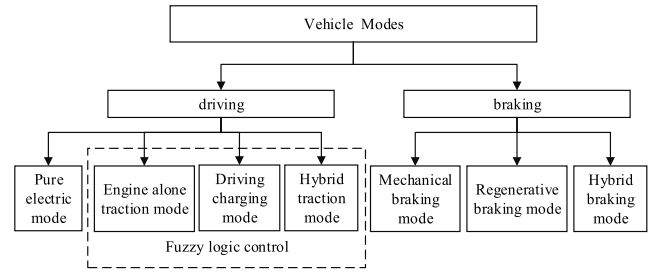 Vehicle Modes
driving
braking
Pure
electric
mode
Engine alone
traction mode
Driving
charging
mode
Hybrid
traction mode
Mechanical
braking mode
Regenerative
braking mode
Hybrid
braking mode
Fuzzy logic control